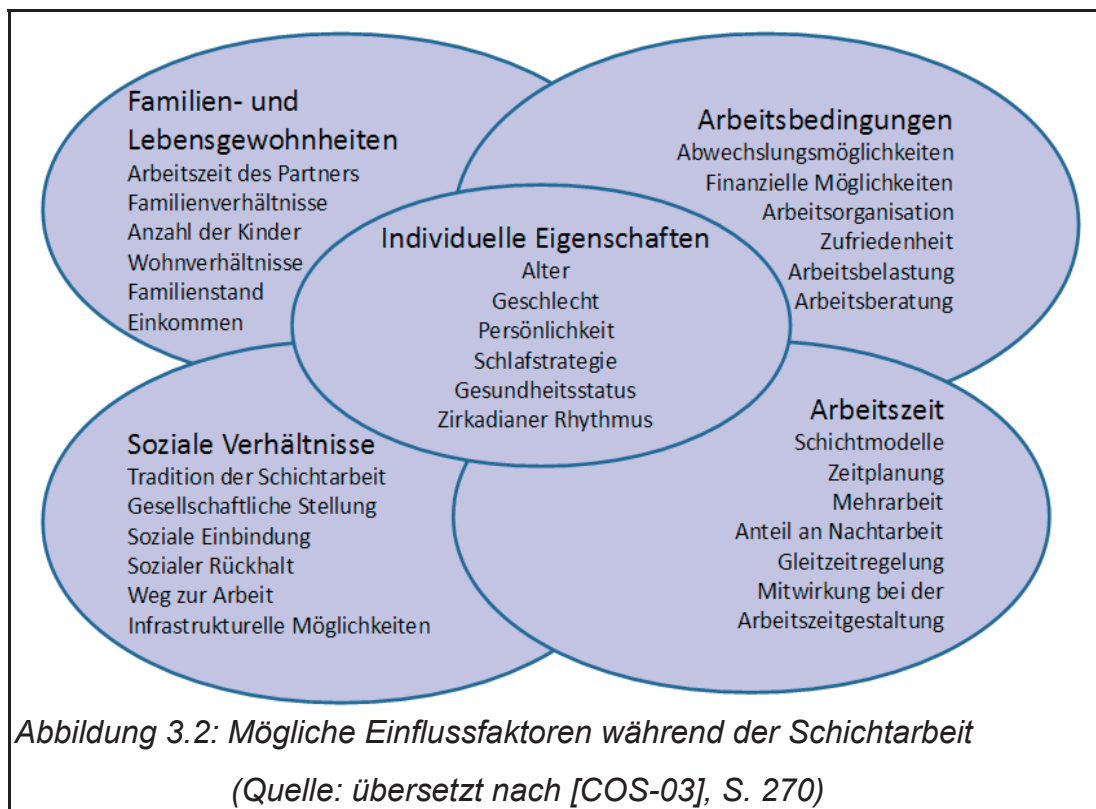 Familien- und
Lebensgewohnheiten
Arbeitszeit des Partners
Familienverhältnisse
Anzahl der Kinder
Wohnverhältnisse
Familienstand
Einkommen
Arbeitsbedingungen
Abwechslungsmöglichkeiten
Finanzielle Möglichkeiten
Arbeitsorganisation
Zufriedenheit
Arbeitsbelastung
Arbeitsberatung
Individuelle Eigenschaften
Alter
Geschlecht
Persönlichkeit
Schlafstrategie
Gesundheitsstatus
Zirkadianer Rhythmus
Soziale Verhältnisse
Tradition der Schichtarbeit
Gesellschaftliche Stellung
Soziale Einbindung
Sozialer Rückhalt
Weg zur Arbeit
Infrastrukturelle Möglichkeiten
Arbeitszeit
Schichtmodelle
Zeitplanung
Mehrarbeit
Anteil an Nachtarbeit
Gleitzeitregelung
Mitwirkung bei der
Arbeitszeitgestaltung
Abbildung 3.2: Mögliche Einflussfaktoren während der Schichtarbeit
(Quelle: übersetzt nach [COS-03], S. 270)